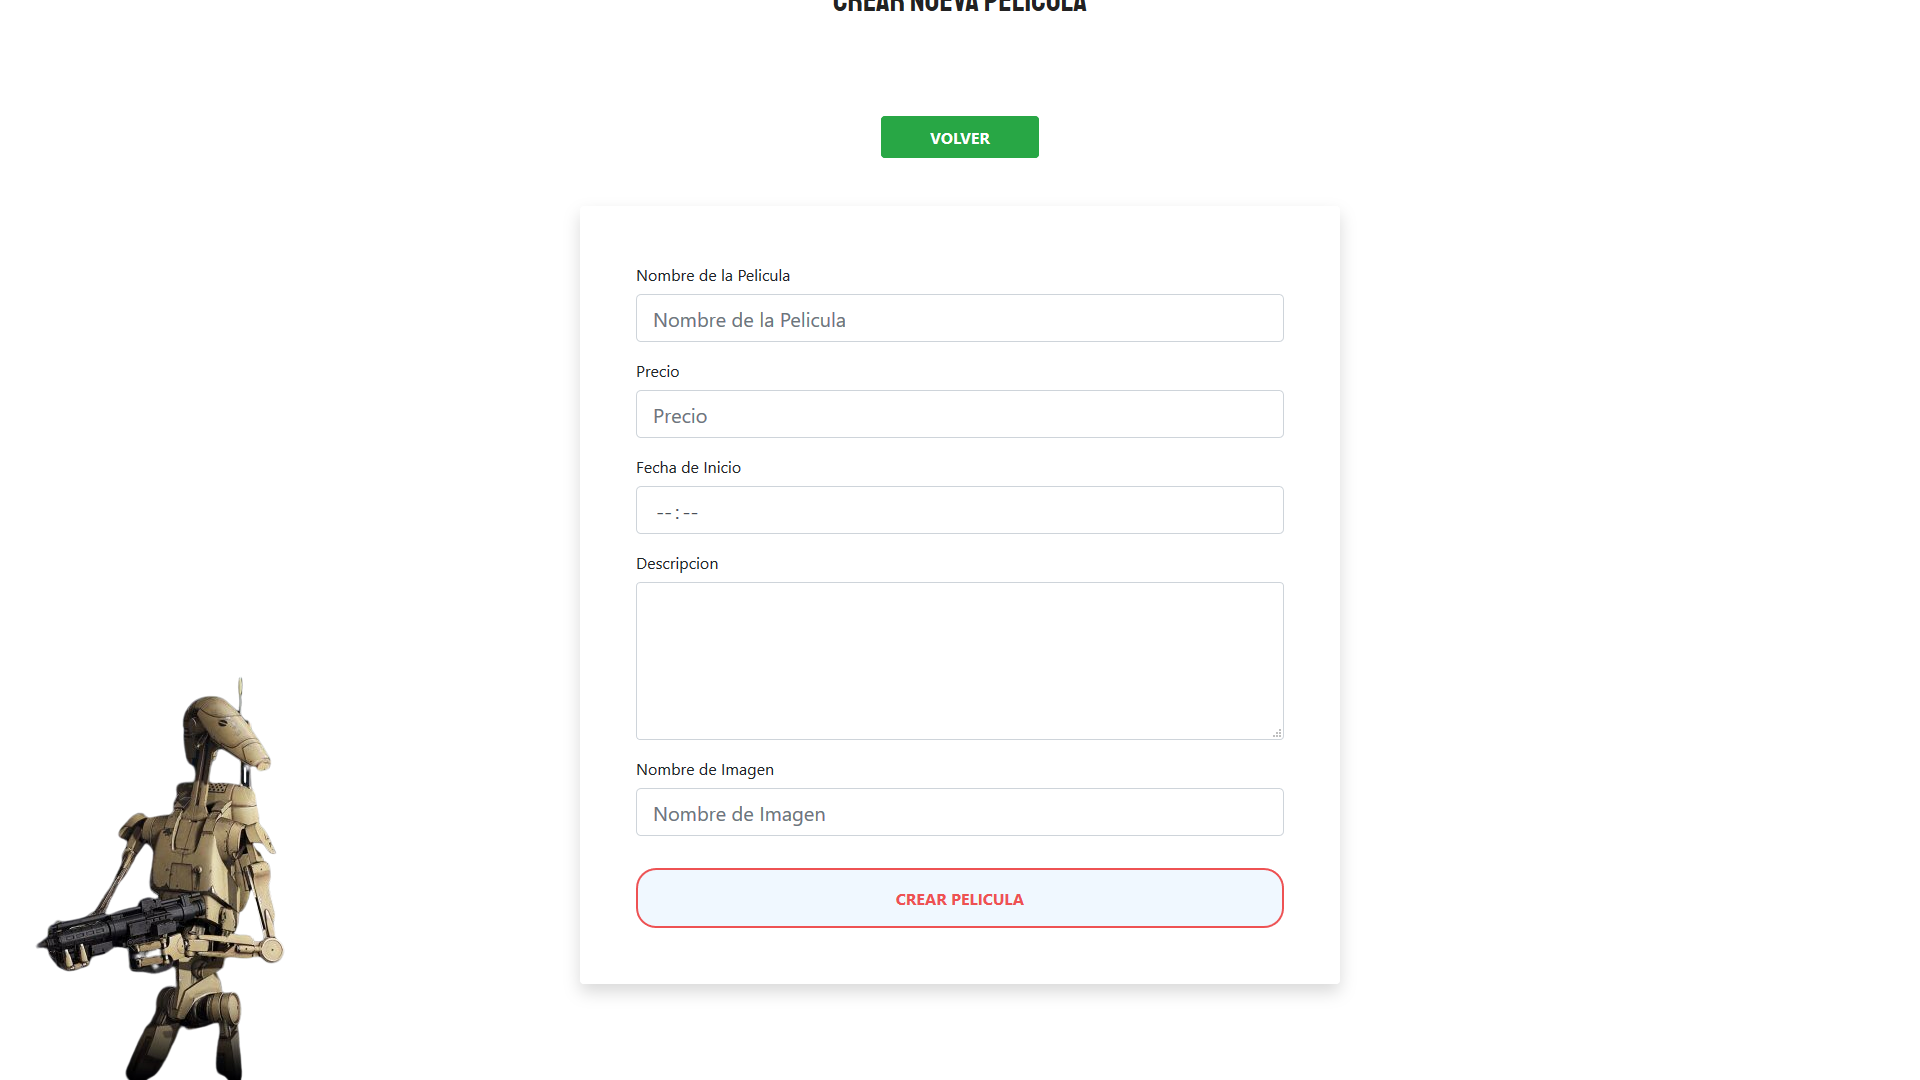 CREAR NUEVA PELICULA
VOLVER
Nombre de la Pelicula
Nombre de la Pelicula
Precio
Precio
Fecha de Inicio
--:--
Descripcion
Nombre de Imagen
Nombre de Imagen
CREAR PELICULA